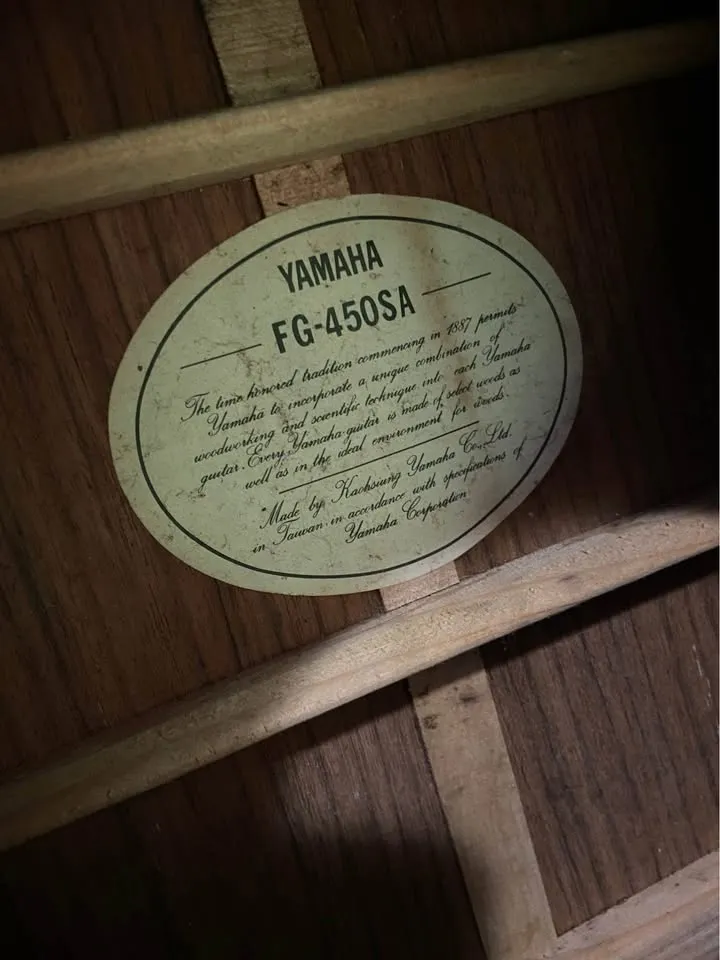 YAMAHA
FG-450SA
The time honored tradition commencing in 1887 permits
Yamaha to incorporate a unique combination of
woodworking and scientific technique into each Yamaha
guitar. Every Yamaha guitar is made of select woods as
well as in the ideal environment for woods.
Made by Kaohsiung Yamaha Co., Ltd.
in Taiwan in accordance with specifications of
Yamaha Corporation